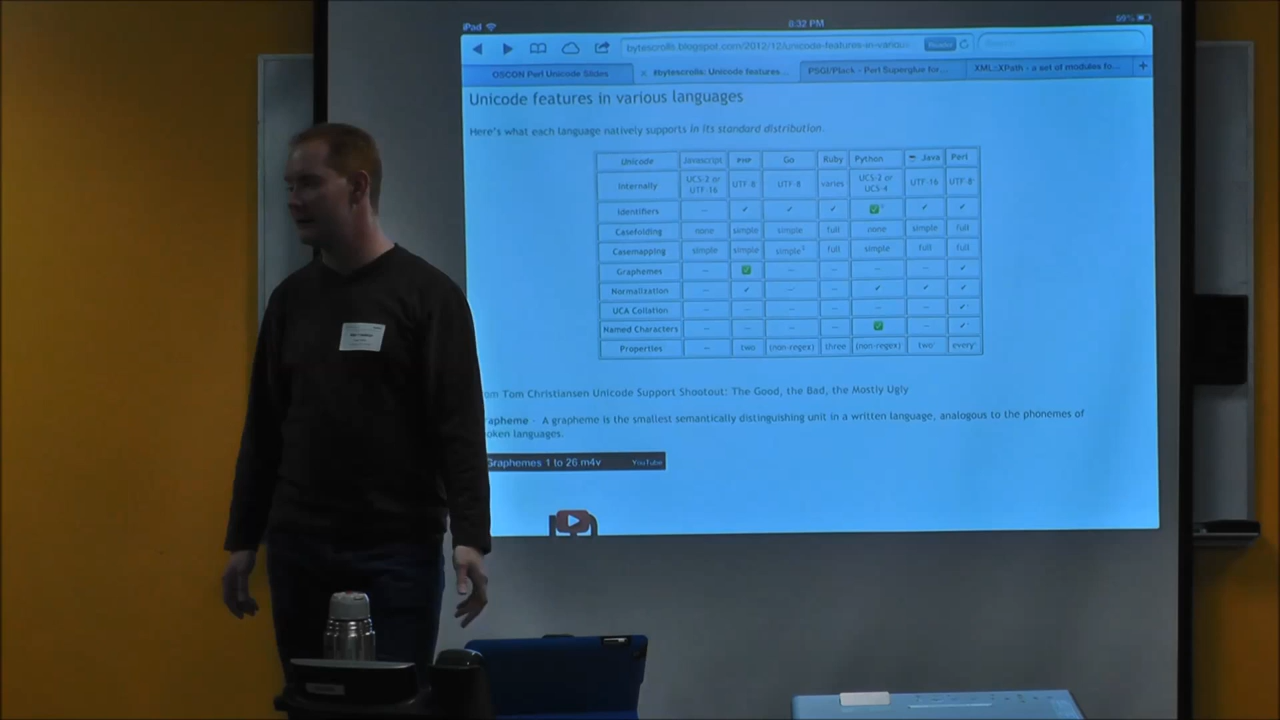 iPad 8:32 PM 59%
bytescrolls.blogspot.com/2012/12/unicode-features-in-various Reader
OSCON Perl Unicode Slides × #bytescrolls: Unicode features... PSGI/Plack - Perl Superglue for... XML::XPath - a set of modules fo... +
Unicode features in various languages
Here's what each language natively supports in its standard distribution.
Unicode Javascript PHP Go Ruby Python Java Perl
Internally UCS-2 or UTF-16 UTF-8 UTF-8 varies UCS-2 or UCS-4 UTF-16 UTF-8
Identifiers — ✔ ✔ ✔ ✅ ✔ ✔
Casefolding none simple simple full none simple full
Casemapping simple simple simple full simple full full
Graphemes — ✅ — — — — ✔
Normalization — ✔ — — ✔ ✔ ✔
UCA Collation — — — — — — ✔
Named Characters — — — — ✅ — ✔
Properties — two (non-regex) three (non-regex) two every
om Tom Christiansen Unicode Support Shootout: The Good, the Bad, the Mostly Ugly
rapheme - A grapheme is the smallest semantically distinguishing unit in a written language, analogous to the phonemes of
oken languages.
Graphemes 1 to 26 m4v YouTube